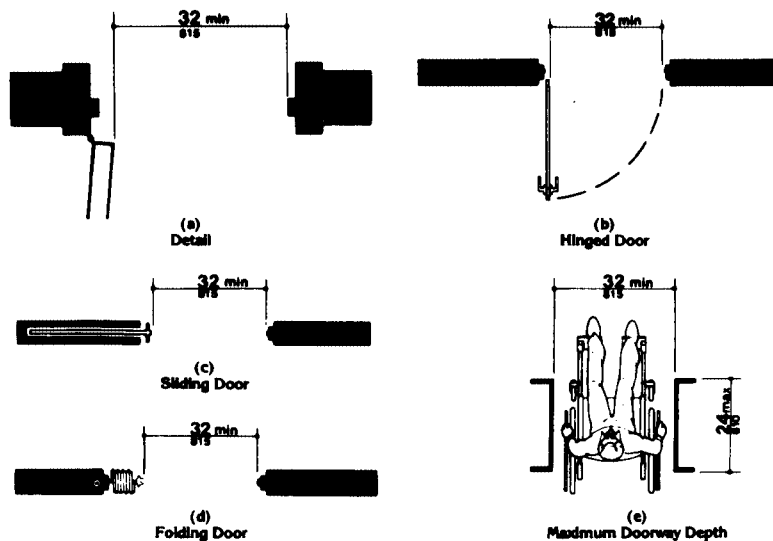 32 min
815
(a)
Detail
32 min
815
(b)
Hinged Door
32 min
815
(c)
Sliding Door
32 min
815
(d)
Folding Door
32 min
815
24 max
610
(e)
Maximum Doorway Depth